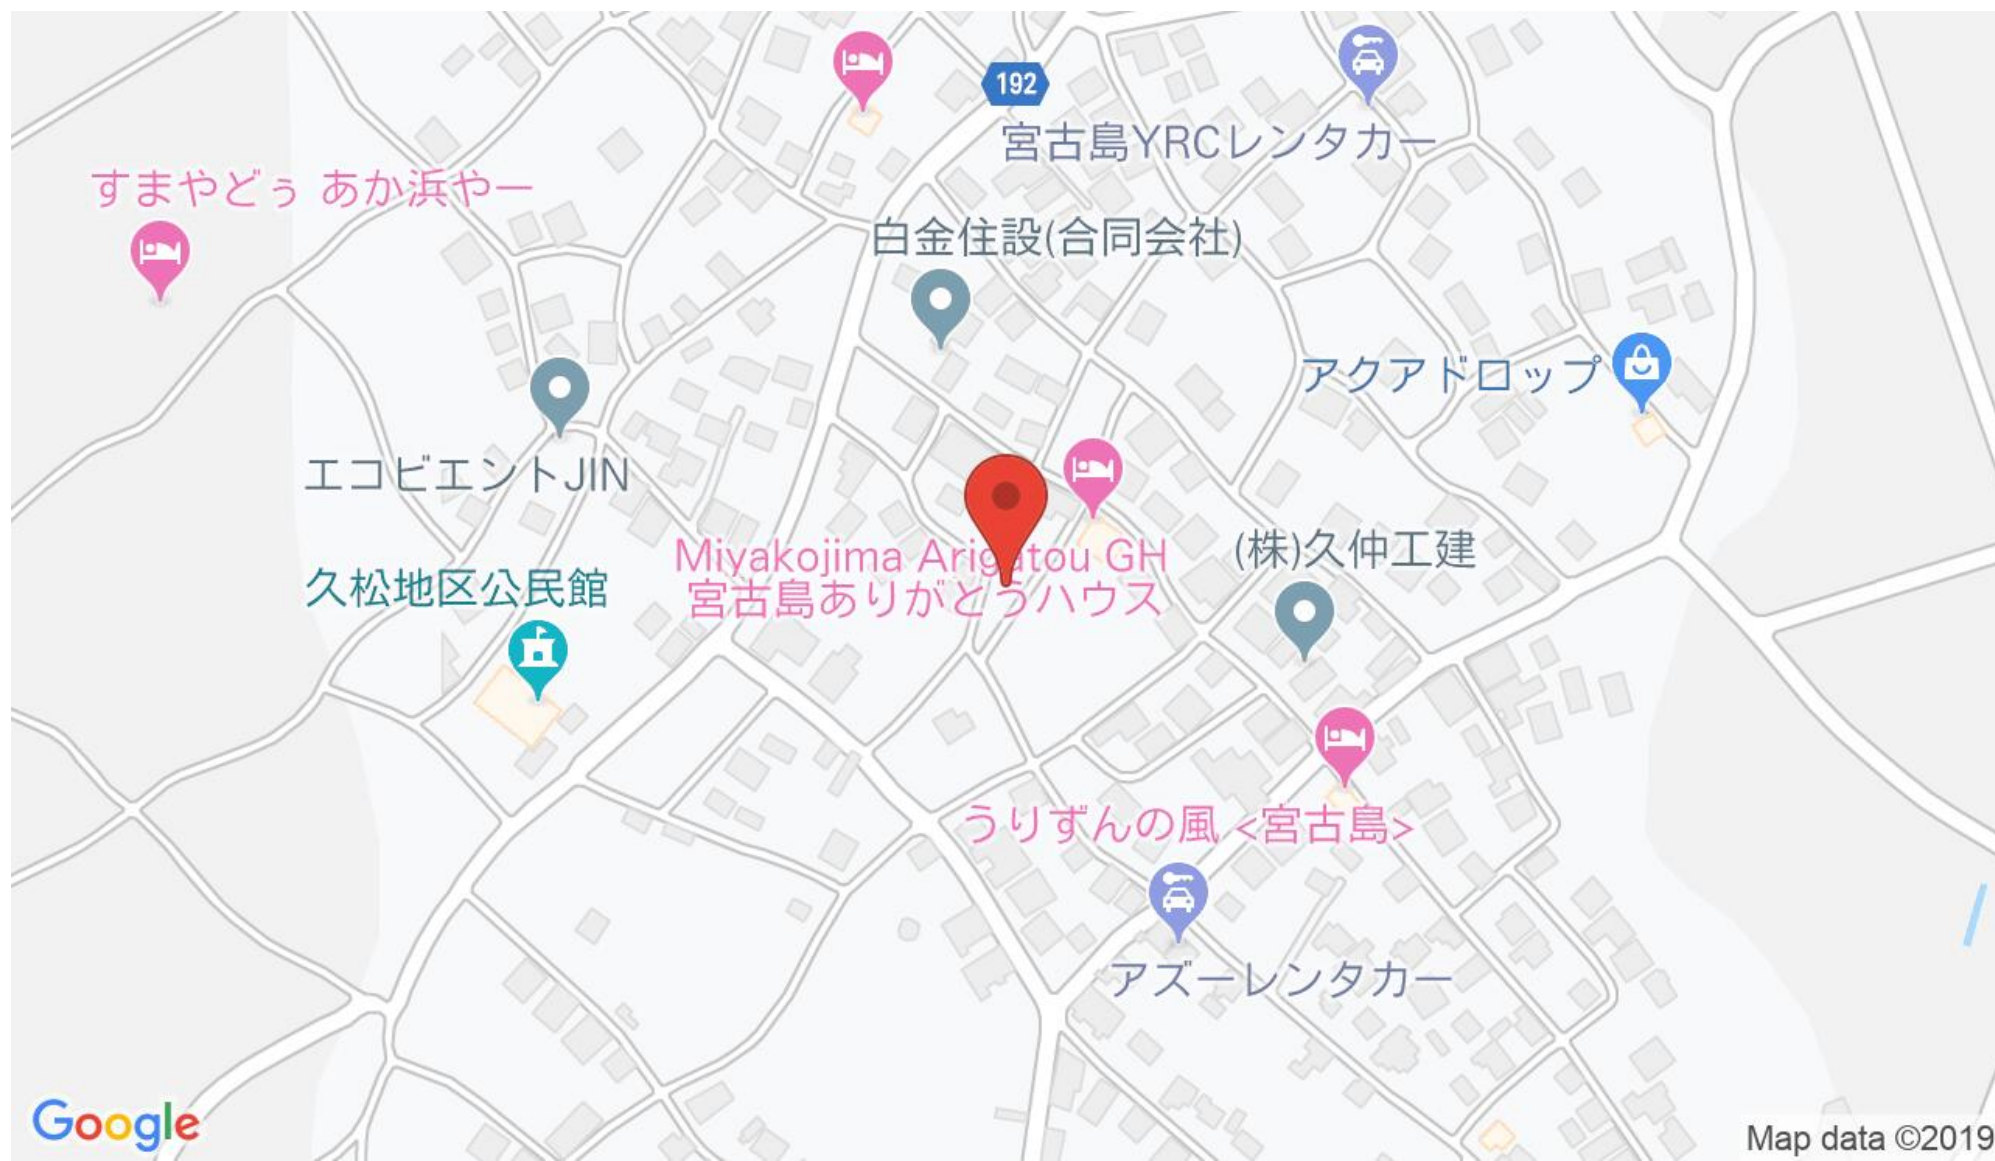 192
宮古島YRCレンタカー
すまやどぅ あか浜やー
白金住設(合同会社)
アクアドロップ
エコビエントJIN
Miyakojima Arigatou GH
宮古島ありがとうハウス
(株)久仲工建
久松地区公民館
うりずんの風 <宮古島>
アズーレンタカー
Google
Map data ©2019